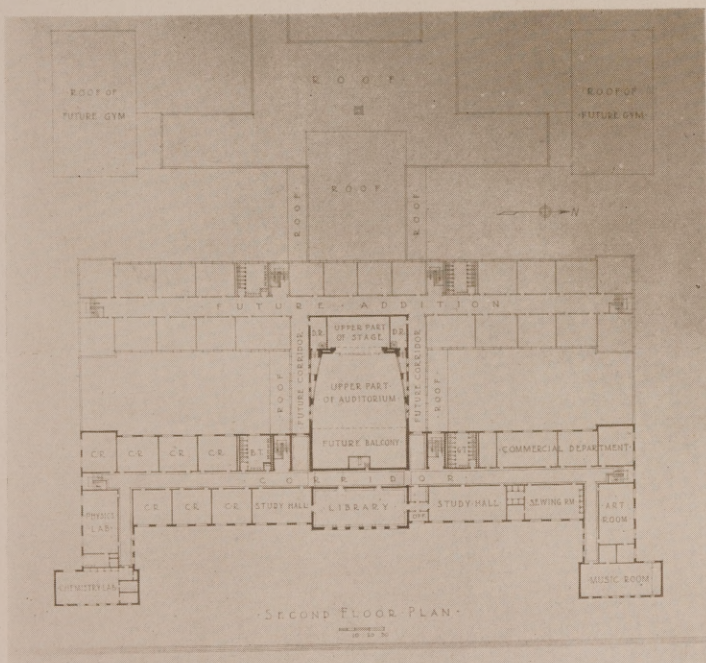 ROOF
ROOF OF
FUTURE GYM
ROOF OF
FUTURE GYM
ROOF
ROOF
ROOF
N
FUTURE · ADDITION
D.R.
UPPER PART
OF STAGE
D.R.
FUTURE CORRIDOR
FUTURE CORRIDOR
ROOF
ROOF
UPPER PART
OF AUDITORIUM
FUTURE BALCONY
C.R.
C.R.
C.R.
C.R.
B.T.
COMMERCIAL DEPARTMENT
· CORRIDOR ·
PHYSICS
LAB
C.R.
C.R.
C.R.
STUDY HALL
· LIBRARY ·
STUDY · HALL
SEWING RM.
ART
ROOM
CHEMISTRY LAB.
MUSIC ROOM
· SECOND FLOOR PLAN ·